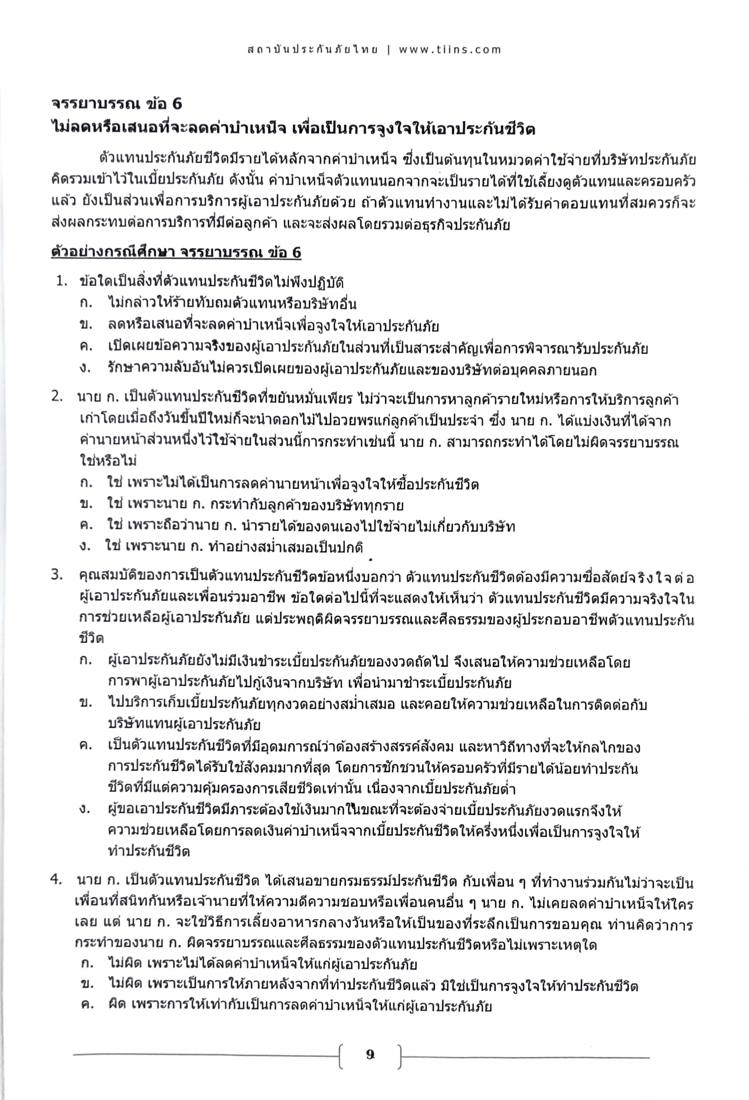 สถาบันประกันภัยไทย | www.tiins.com
จรรยาบรรณ ข้อ 6
ไม่ลดหรือเสนอที่จะลดค่าบำเหน็จ เพื่อเป็นการจูงใจให้เอาประกันชีวิต
ตัวแทนประกันภัยชีวิตมีรายได้หลักจากค่าบำเหน็จ ซึ่งเป็นต้นทุนในหมวดค่าใช้จ่ายที่บริษัทประกันภัย
คิดรวมเข้าไว้ในเบี้ยประกันภัย ดังนั้น ค่าบำเหน็จตัวแทนนอกจากจะเป็นรายได้ที่ใช้เลี้ยงดูตัวแทนและครอบครัว
แล้ว ยังเป็นส่วนเพื่อการบริการผู้เอาประกันภัยด้วย ถ้าตัวแทนทำงานและไม่ได้รับค่าตอบแทนที่สมควรก็จะ
ส่งผลกระทบต่อการบริการที่มีต่อลูกค้า และจะส่งผลโดยรวมต่อธุรกิจประกันภัย
ตัวอย่างกรณีศึกษา จรรยาบรรณ ข้อ 6
1. ข้อใดเป็นสิ่งที่ตัวแทนประกันชีวิตไม่พึงปฏิบัติ
ก. ไม่กล่าวให้ร้ายทับถมตัวแทนหรือบริษัทอื่น
ข. ลดหรือเสนอที่จะลดค่าบำเหน็จเพื่อจูงใจให้เอาประกันภัย
ค. เปิดเผยข้อความจริงของผู้เอาประกันภัยในส่วนที่เป็นสาระสำคัญเพื่อการพิจารณารับประกันภัย
ง. รักษาความลับอันไม่ควรเปิดเผยของผู้เอาประกันภัยและของบริษัทต่อบุคคลภายนอก
2. นาย ก. เป็นตัวแทนประกันชีวิตที่ขยันหมั่นเพียร ไม่ว่าจะเป็นการหาลูกค้ารายใหม่หรือการให้บริการลูกค้า
เก่าโดยเมื่อถึงวันขึ้นปีใหม่ก็จะนำดอกไม้ไปอวยพรแก่ลูกค้าเป็นประจำ ซึ่ง นาย ก. ได้แบ่งเงินที่ได้จาก
ค่านายหน้าส่วนหนึ่งไว้ใช้จ่ายในส่วนนี้การกระทำเช่นนี้ นาย ก. สามารถกระทำได้โดยไม่ผิดจรรยาบรรณ
ใช่หรือไม่
ก. ใช่ เพราะไม่ได้เป็นการลดค่านายหน้าเพื่อจูงใจให้ซื้อประกันชีวิต
ข. ใช่ เพราะนาย ก. กระทำกับลูกค้าของบริษัททุกราย
ค. ใช่ เพราะถือว่านาย ก. นำรายได้ของตนเองไปใช้จ่ายไม่เกี่ยวกับบริษัท
ง. ใช่ เพราะนาย ก. ทำอย่างสม่ำเสมอเป็นปกติ
3. คุณสมบัติของการเป็นตัวแทนประกันชีวิตข้อหนึ่งบอกว่า ตัวแทนประกันชีวิตต้องมีความซื่อสัตย์จริงใจต่อ
ผู้เอาประกันภัยและเพื่อนร่วมอาชีพ ข้อใดต่อไปนี้ที่จะแสดงให้เห็นว่า ตัวแทนประกันชีวิตมีความจริงใจใน
การช่วยเหลือผู้เอาประกันภัย แต่ประพฤติผิดจรรยาบรรณและศีลธรรมของผู้ประกอบอาชีพตัวแทนประกัน
ชีวิต
ก. ผู้เอาประกันภัยยังไม่มีเงินชำระเบี้ยประกันภัยของงวดถัดไป จึงเสนอให้ความช่วยเหลือโดย
การพาผู้เอาประกันภัยไปกู้เงินจากบริษัท เพื่อนำมาชำระเบี้ยประกันภัย
ข. ไปบริการเก็บเบี้ยประกันภัยทุกงวดอย่างสม่ำเสมอ และคอยให้ความช่วยเหลือในการติดต่อกับ
บริษัทแทนผู้เอาประกันภัย
ค. เป็นตัวแทนประกันชีวิตที่มีอุดมการณ์ว่าต้องสร้างสรรค์สังคม และหาวิถีทางที่จะให้กลไกของ
การประกันชีวิตได้รับใช้สังคมมากที่สุด โดยการชักชวนให้ครอบครัวที่มีรายได้น้อยทำประกัน
ชีวิตที่มีแต่ความคุ้มครองการเสียชีวิตเท่านั้น เนื่องจากเบี้ยประกันภัยต่ำ
ง. ผู้ขอเอาประกันชีวิตมีภาระต้องใช้เงินมากในขณะที่จะต้องจ่ายเบี้ยประกันภัยงวดแรกจึงให้
ความช่วยเหลือโดยการลดเงินค่าบำเหน็จจากเบี้ยประกันชีวิตให้ครึ่งหนึ่งเพื่อเป็นการจูงใจให้
ทำประกันชีวิต
4. นาย ก. เป็นตัวแทนประกันชีวิต ได้เสนอขายกรมธรรม์ประกันชีวิต กับเพื่อน ๆ ที่ทำงานร่วมกันไม่ว่าจะเป็น
เพื่อนที่สนิทกันหรือเจ้านายที่ให้ความดีความชอบหรือเพื่อนคนอื่น ๆ นาย ก. ไม่เคยลดค่าบำเหน็จให้ใคร
เลย แต่ นาย ก. จะใช้วิธีการเลี้ยงอาหารกลางวันหรือให้เป็นของที่ระลึกเป็นการขอบคุณ ท่านคิดว่าการ
กระทำของนาย ก. ผิดจรรยาบรรณและศีลธรรมของตัวแทนประกันชีวิตหรือไม่เพราะเหตุใด
ก. ไม่ผิด เพราะไม่ได้ลดค่าบำเหน็จให้แก่ผู้เอาประกันภัย
ข. ไม่ผิด เพราะเป็นการให้ภายหลังจากที่ทำประกันชีวิตแล้ว มิใช่เป็นการจูงใจให้ทำประกันชีวิต
ค. ผิด เพราะการให้เท่ากับเป็นการลดค่าบำเหน็จให้แก่ผู้เอาประกันภัย
9